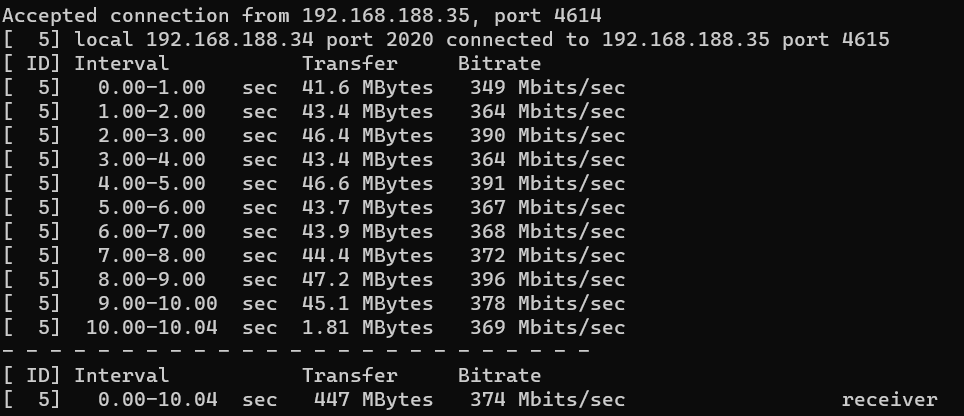 Accepted connection from 192.168.188.35, port 4614
[  5] local 192.168.188.34 port 2020 connected to 192.168.188.35 port 4615
[ ID] Interval           Transfer     Bitrate
[  5]   0.00-1.00   sec  41.6 MBytes   349 Mbits/sec
[  5]   1.00-2.00   sec  43.4 MBytes   364 Mbits/sec
[  5]   2.00-3.00   sec  46.4 MBytes   390 Mbits/sec
[  5]   3.00-4.00   sec  43.4 MBytes   364 Mbits/sec
[  5]   4.00-5.00   sec  46.6 MBytes   391 Mbits/sec
[  5]   5.00-6.00   sec  43.7 MBytes   367 Mbits/sec
[  5]   6.00-7.00   sec  43.9 MBytes   368 Mbits/sec
[  5]   7.00-8.00   sec  44.4 MBytes   372 Mbits/sec
[  5]   8.00-9.00   sec  47.2 MBytes   396 Mbits/sec
[  5]   9.00-10.00  sec  45.1 MBytes   378 Mbits/sec
[  5]  10.00-10.04  sec  1.81 MBytes   369 Mbits/sec
- - - - - - - - - - - - - - - - - - - - - - - - -
[ ID] Interval           Transfer     Bitrate
[  5]   0.00-10.04  sec   447 MBytes   374 Mbits/sec                  receiver